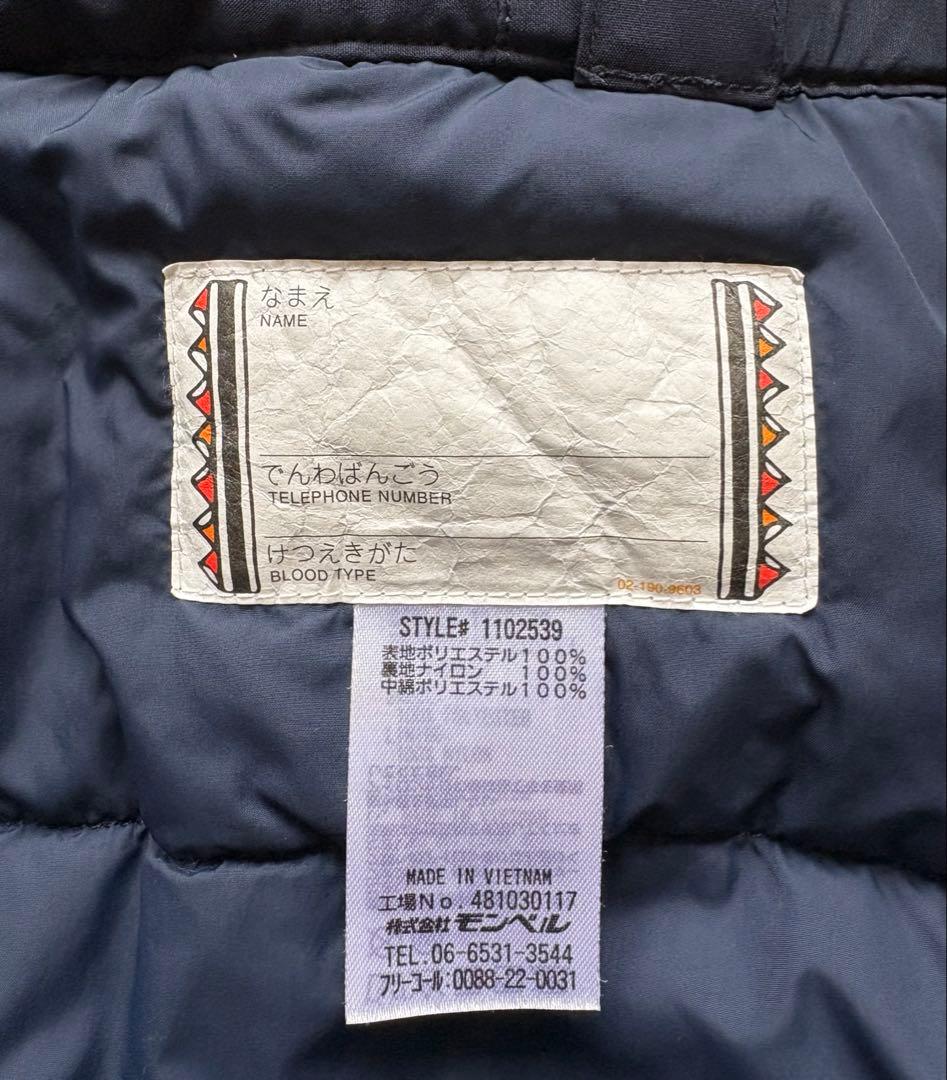 なまえ
NAME
でんわばんごう
TELEPHONE NUMBER
けつえきがた
BLOOD TYPE
02-190-9603
STYLE# 1102539
表地ポリエステル100%
裏地ナイロン 100%
中綿ポリエステル100%
MADE IN VIETNAM
工場No.481030117
株式会社 モンベル
TEL.06-6531-3544
フリーコール:0088-22-0031